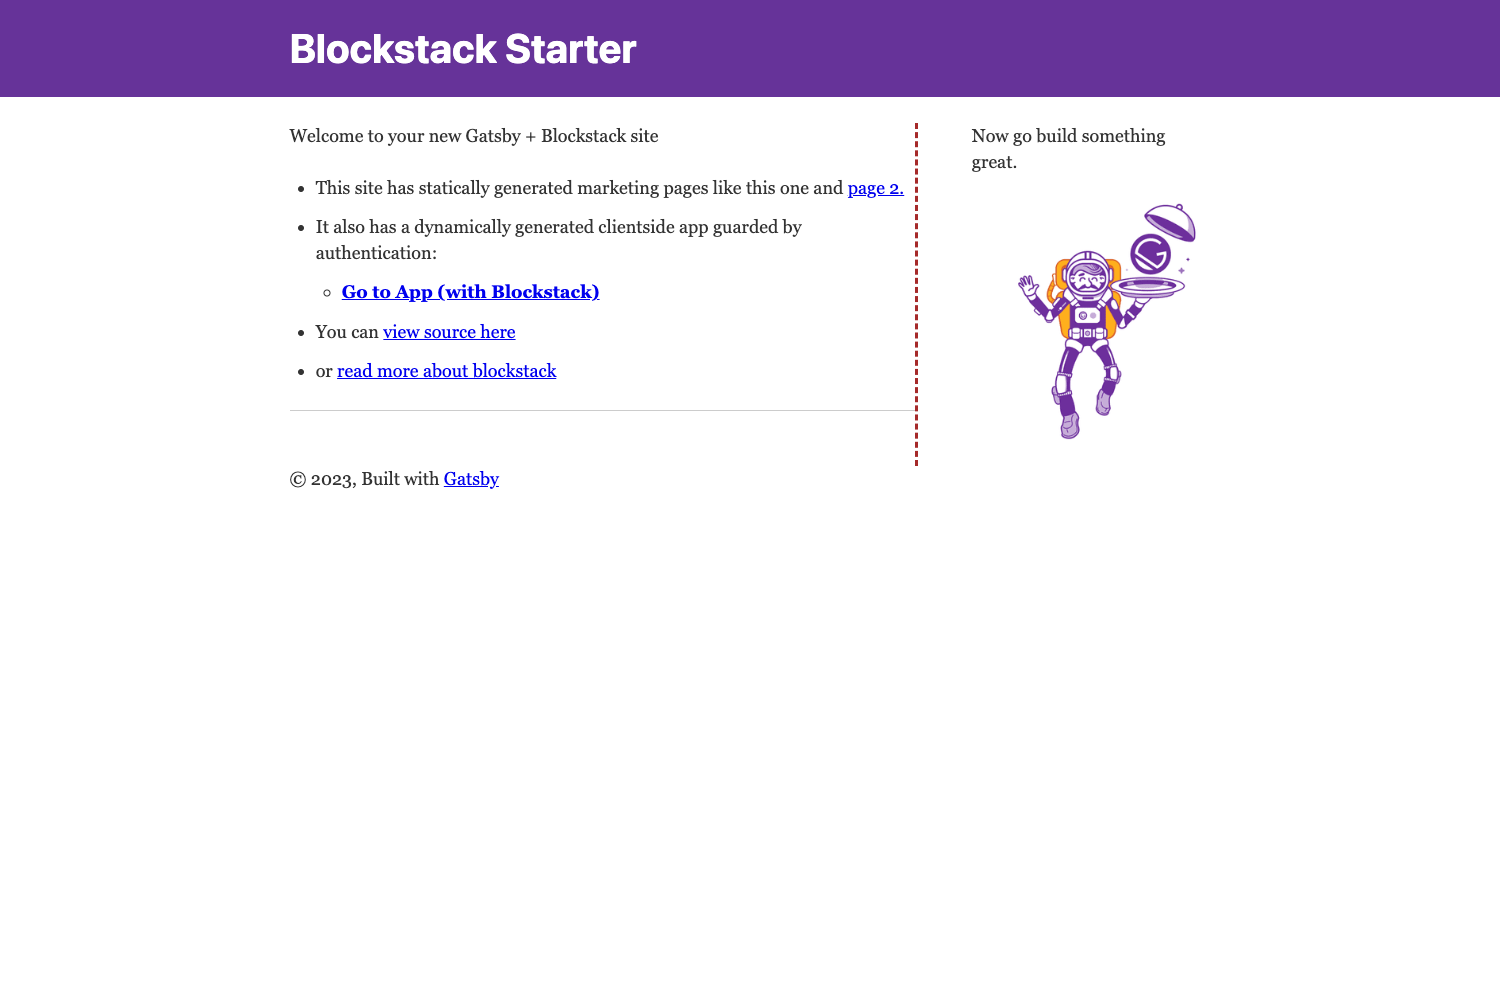 Blockstack Starter
Welcome to your new Gatsby + Blockstack site
This site has statically generated marketing pages like this one and page 2.
It also has a dynamically generated clientside app guarded by
authentication:
Go to App (with Blockstack)
You can view source here
or read more about blockstack
Now go build something
great.
© 2023, Built with Gatsby